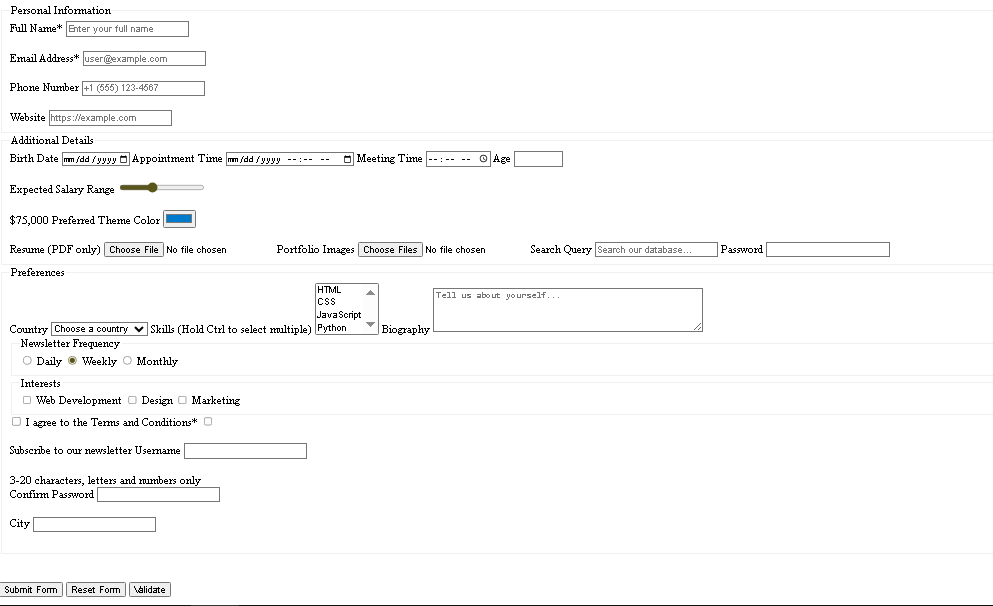 Personal Information
Full Name* Enter your full name
Email Address* user@example.com
Phone Number +1 (555) 123-4567
Website https://example.com
Additional Details
Birth Date mm/dd/yyyy Appointment Time mm/dd/yyyy --:-- -- Meeting Time --:-- -- Age
Expected Salary Range
$75,000 Preferred Theme Color
Resume (PDF only) Choose File No file chosen Portfolio Images Choose Files No file chosen Search Query Search our database... Password
Preferences
HTML
CSS
JavaScript
Python
Tell us about yourself...
Country Choose a country Skills (Hold Ctrl to select multiple) Biography
Newsletter Frequency
Daily Weekly Monthly
Interests
Web Development Design Marketing
I agree to the Terms and Conditions*
Subscribe to our newsletter Username
3-20 characters, letters and numbers only
Confirm Password
City
Submit Form Reset Form Validate